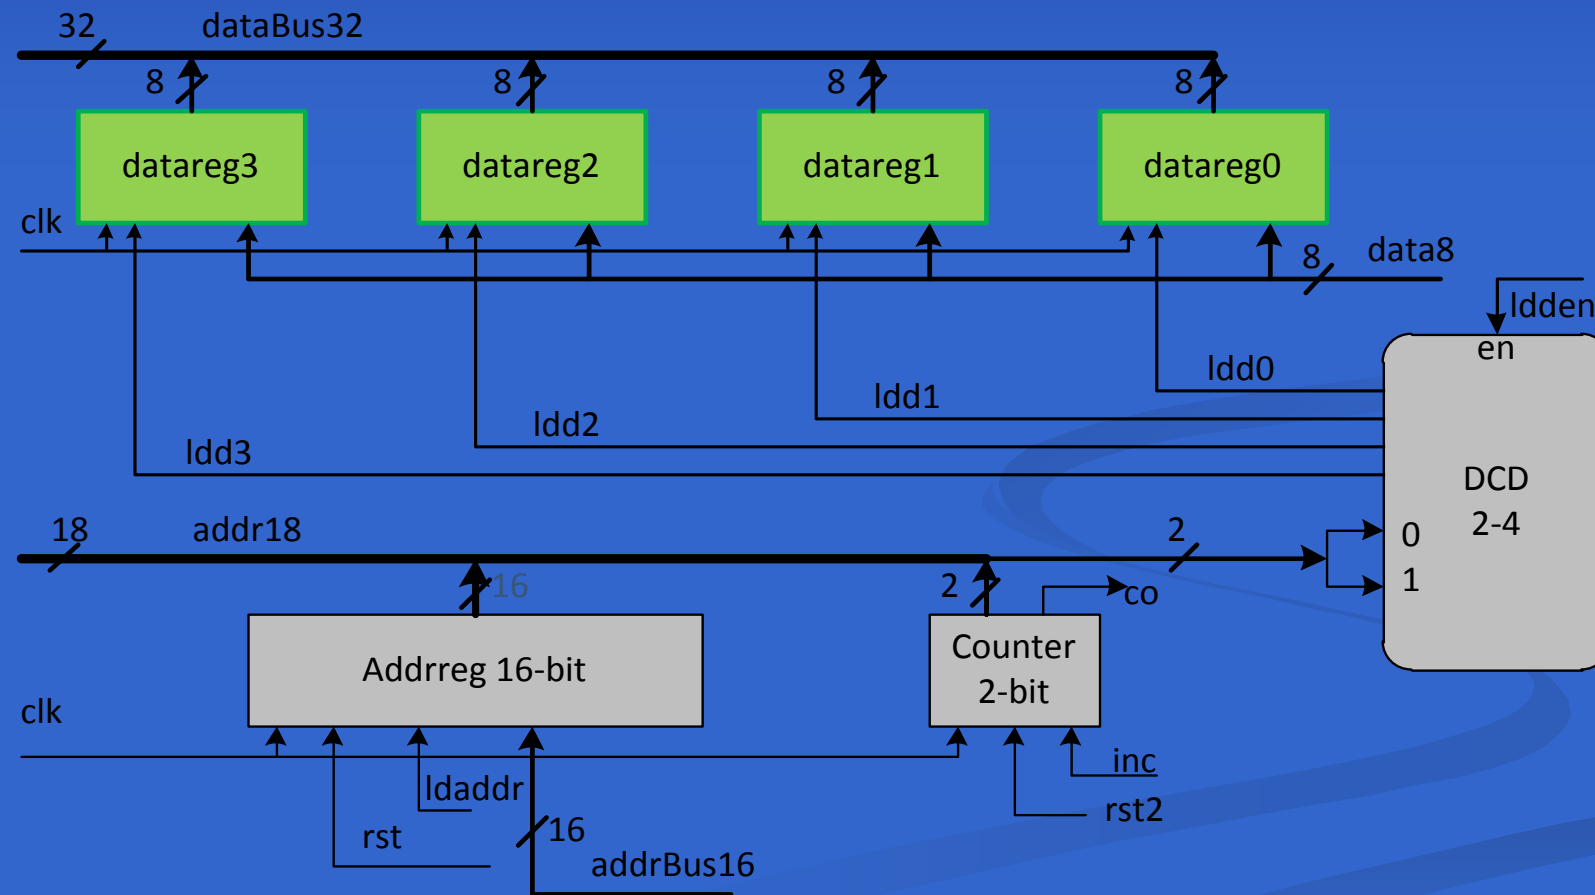 32 dataBus32
8 8 8 8
datareg3 datareg2 datareg1 datareg0
clk
8 data8
ldden
en
ldd0
ldd1
ldd2
ldd3
DCD
2-4
0
1
18 addr18 2
16 2 co
Addrreg 16-bit
Counter
2-bit
clk
inc
ldaddr
rst2
rst
16
addrBus16